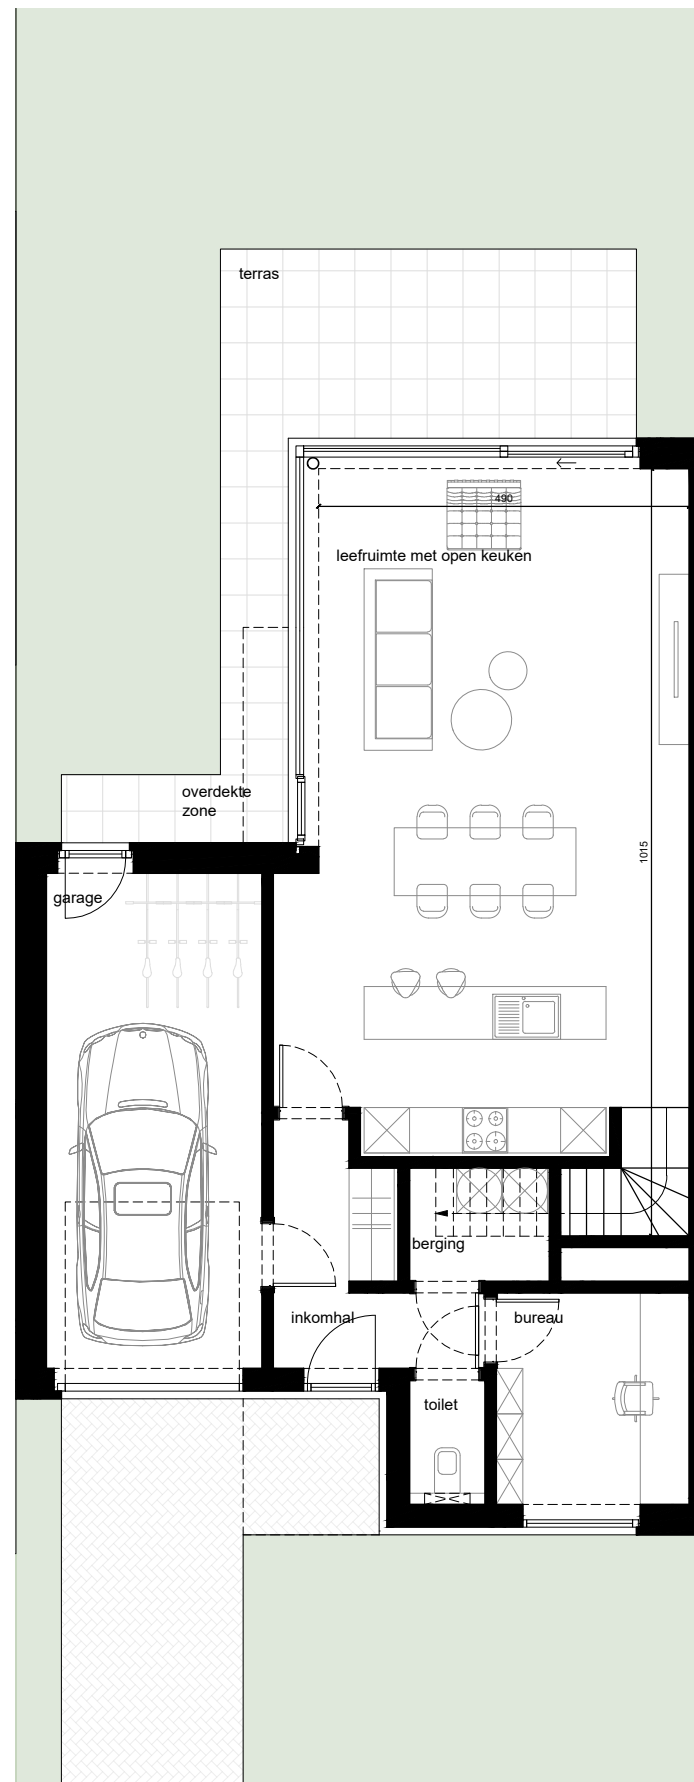 terras
490
leefruimte met open keuken
overdekte
zone
1015
garage
berging
inkomhal
bureau
toilet